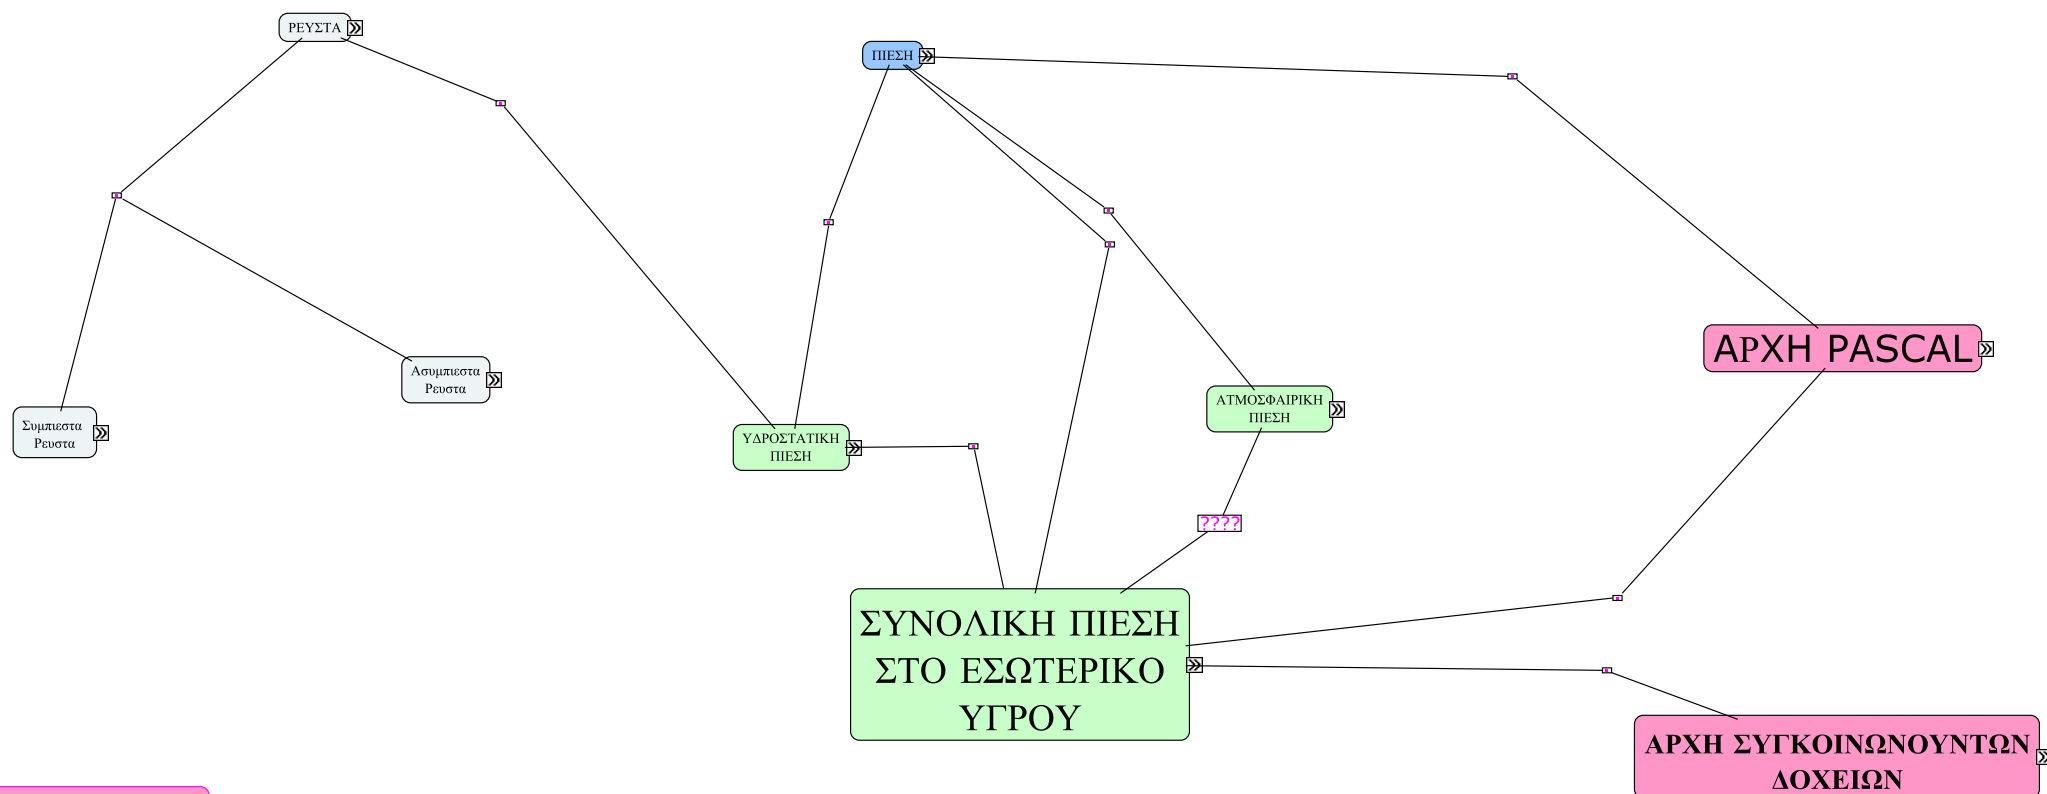 ΡΕΥΣΤΑ
ΠΙΕΣΗ
ΑΡΧΗ PASCAL
Ασυμπιεστα
Ρευστα
ΑΤΜΟΣΦΑΙΡΙΚΗ
ΠΙΕΣΗ
Συμπιεστα
Ρευστα
ΥΔΡΟΣΤΑΤΙΚΗ
ΠΙΕΣΗ
????
ΣΥΝΟΛΙΚΗ ΠΙΕΣΗ
ΣΤΟ ΕΣΩΤΕΡΙΚΟ
ΥΓΡΟΥ
ΑΡΧΗ ΣΥΓΚΟΙΝΩΝΟΥΝΤΩΝ
ΔΟΧΕΙΩΝ